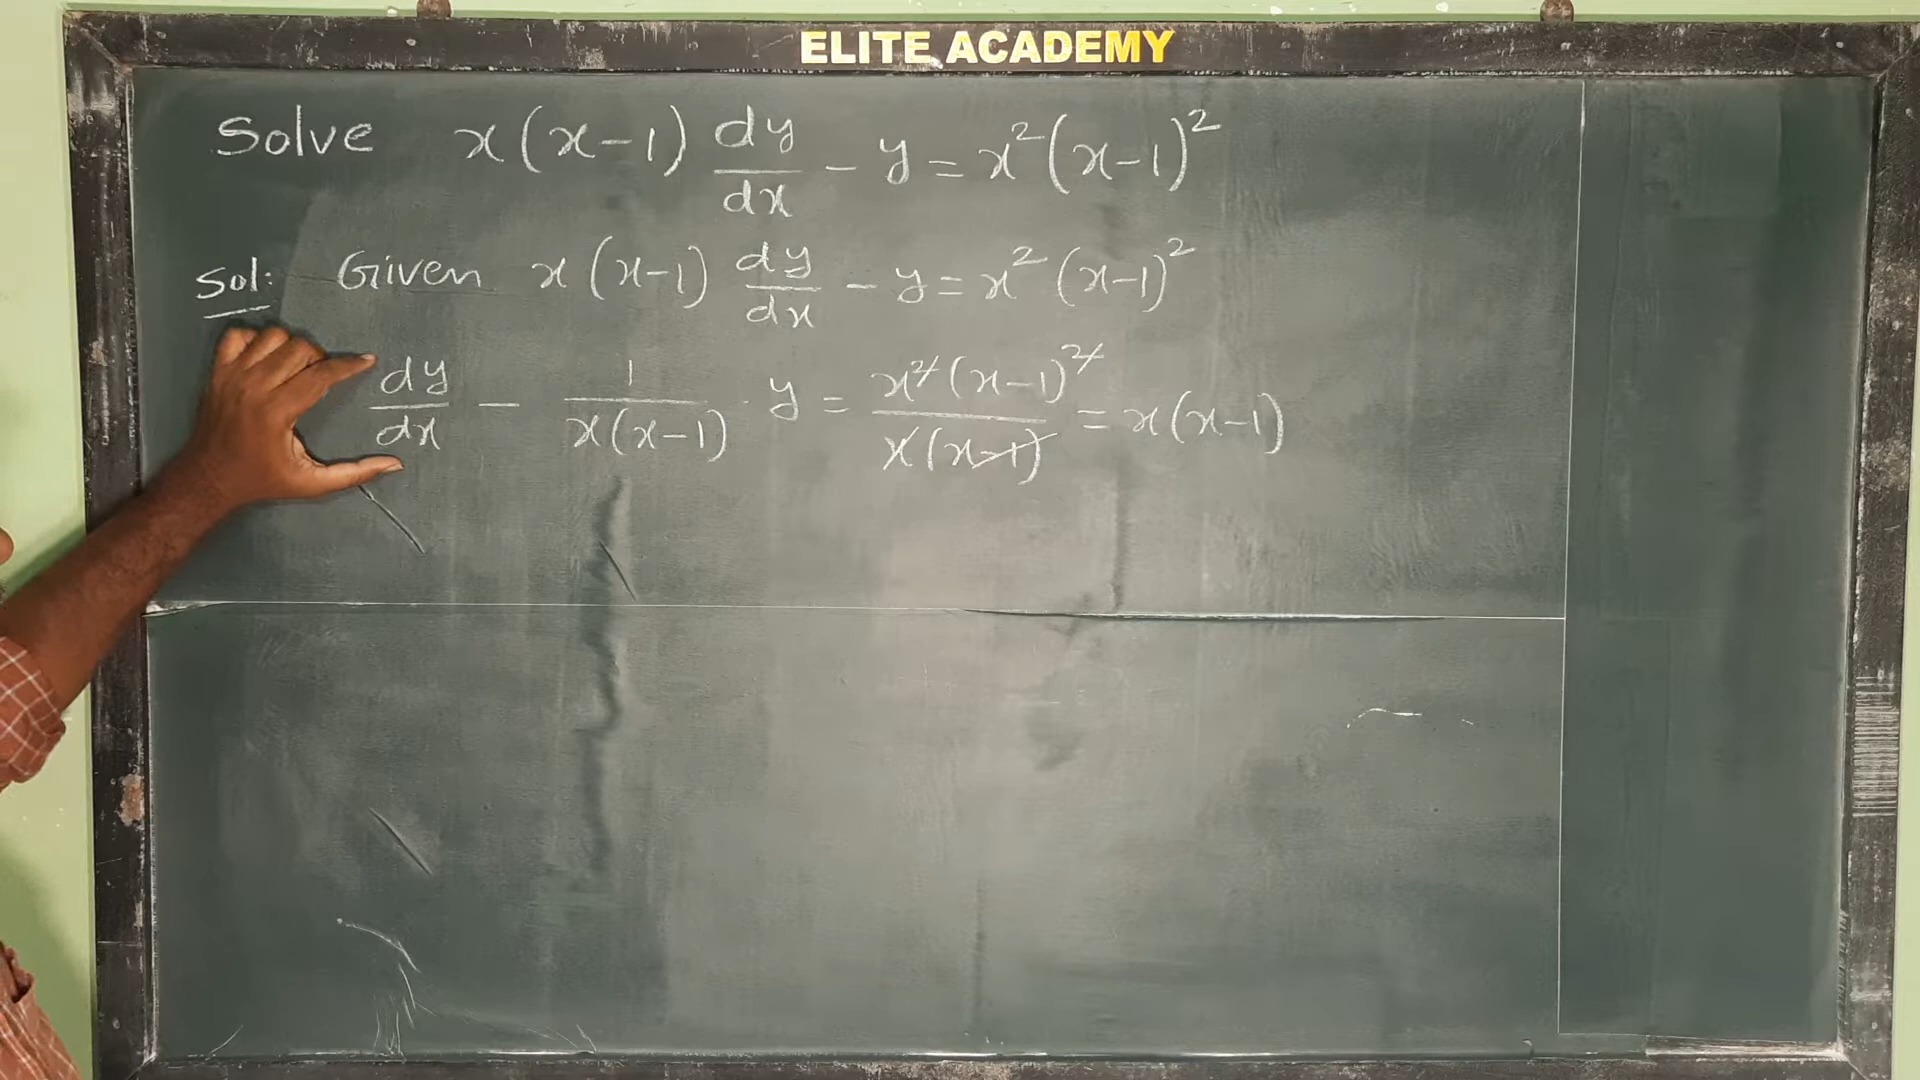 ELITE ACADEMY
Solve x(x-1) dy/dx - y = x²(x-1)²
Sol: Given x(x-1) dy/dx - y = x²(x-1)²
dy/dx - 1/x(x-1) · y = x²(x-1)²/x(x-1) = x(x-1)